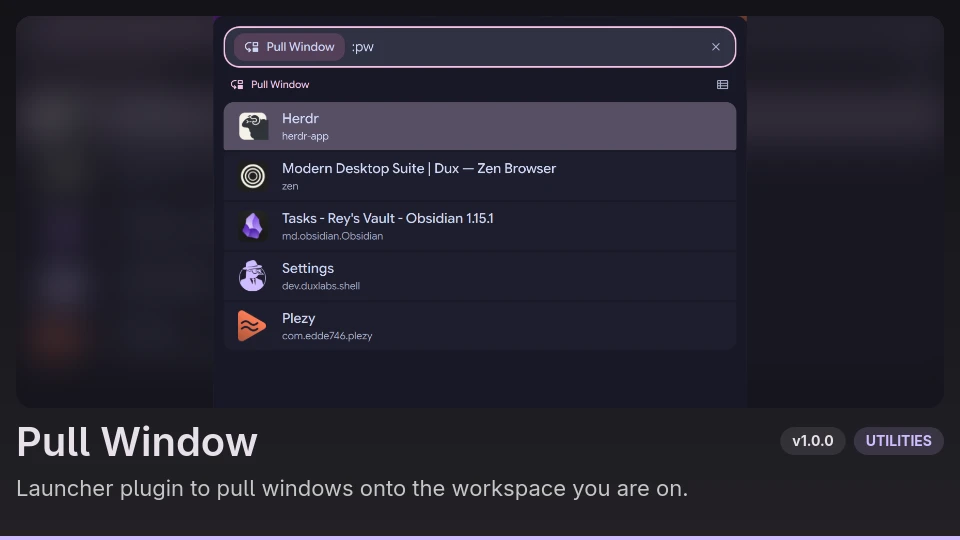 Pull Window :pw
Pull Window
Herdr
herdr-app
Modern Desktop Suite | Dux — Zen Browser
zen
Tasks - Rey's Vault - Obsidian 1.15.1
md.obsidian.Obsidian
Settings
dev.duxlabs.shell
Plezy
com.edde746.plezy
Pull Window
v1.0.0
UTILITIES
Launcher plugin to pull windows onto the workspace you are on.